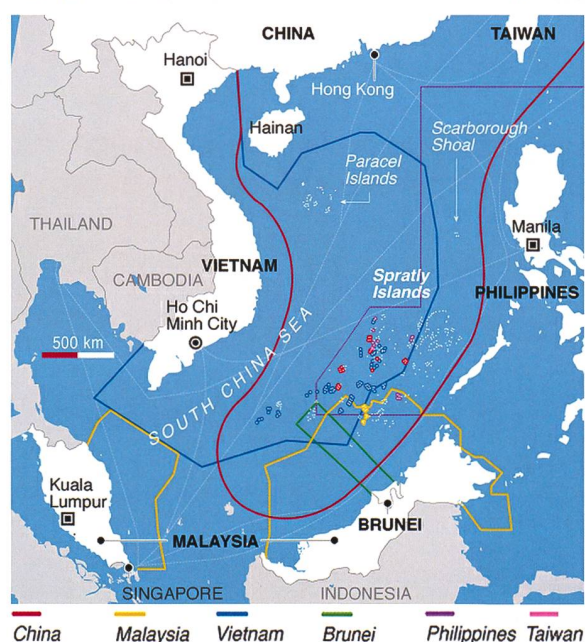 CHINA
TAIWAN
Hanoi
Hong Kong
Hainan
Scarborough
Shoal
Paracel
Islands
THAILAND
Manila
VIETNAM
CAMBODIA
Spratly
Islands
PHILIPPINES
Ho Chi
Minh City
500 km
SOUTH CHINA SEA
Kuala
Lumpur
BRUNEI
MALAYSIA
SINGAPORE
INDONESIA
China
Malaysia
Vietnam
Brunei
Philippines
Taiwan